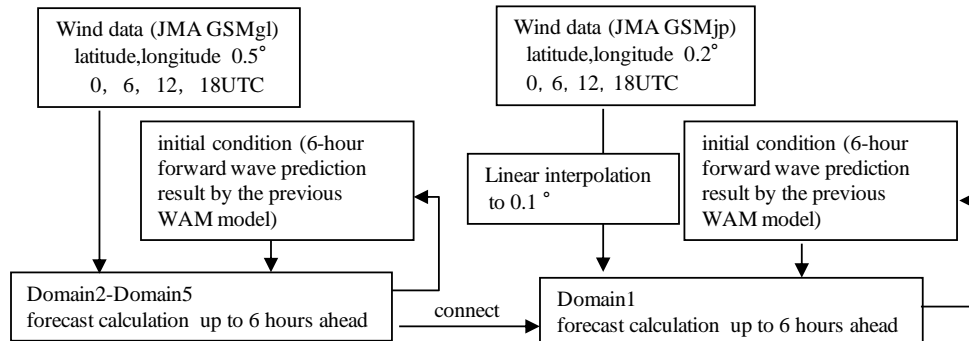 Wind data (JMA GSMgl)
latitude,longitude 0.5°
0, 6, 12, 18UTC
initial condition (6-hour
forward wave prediction
result by the previous
WAM model)
Domain2-Domain5
forecast calculation up to 6 hours ahead
connect
Wind data (JMA GSMjp)
latitude,longitude 0.2°
0, 6, 12, 18UTC
Linear interpolation
to 0.1 °
initial condition (6-hour
forward wave prediction
result by the previous
WAM model)
Domain1
forecast calculation up to 6 hours ahead